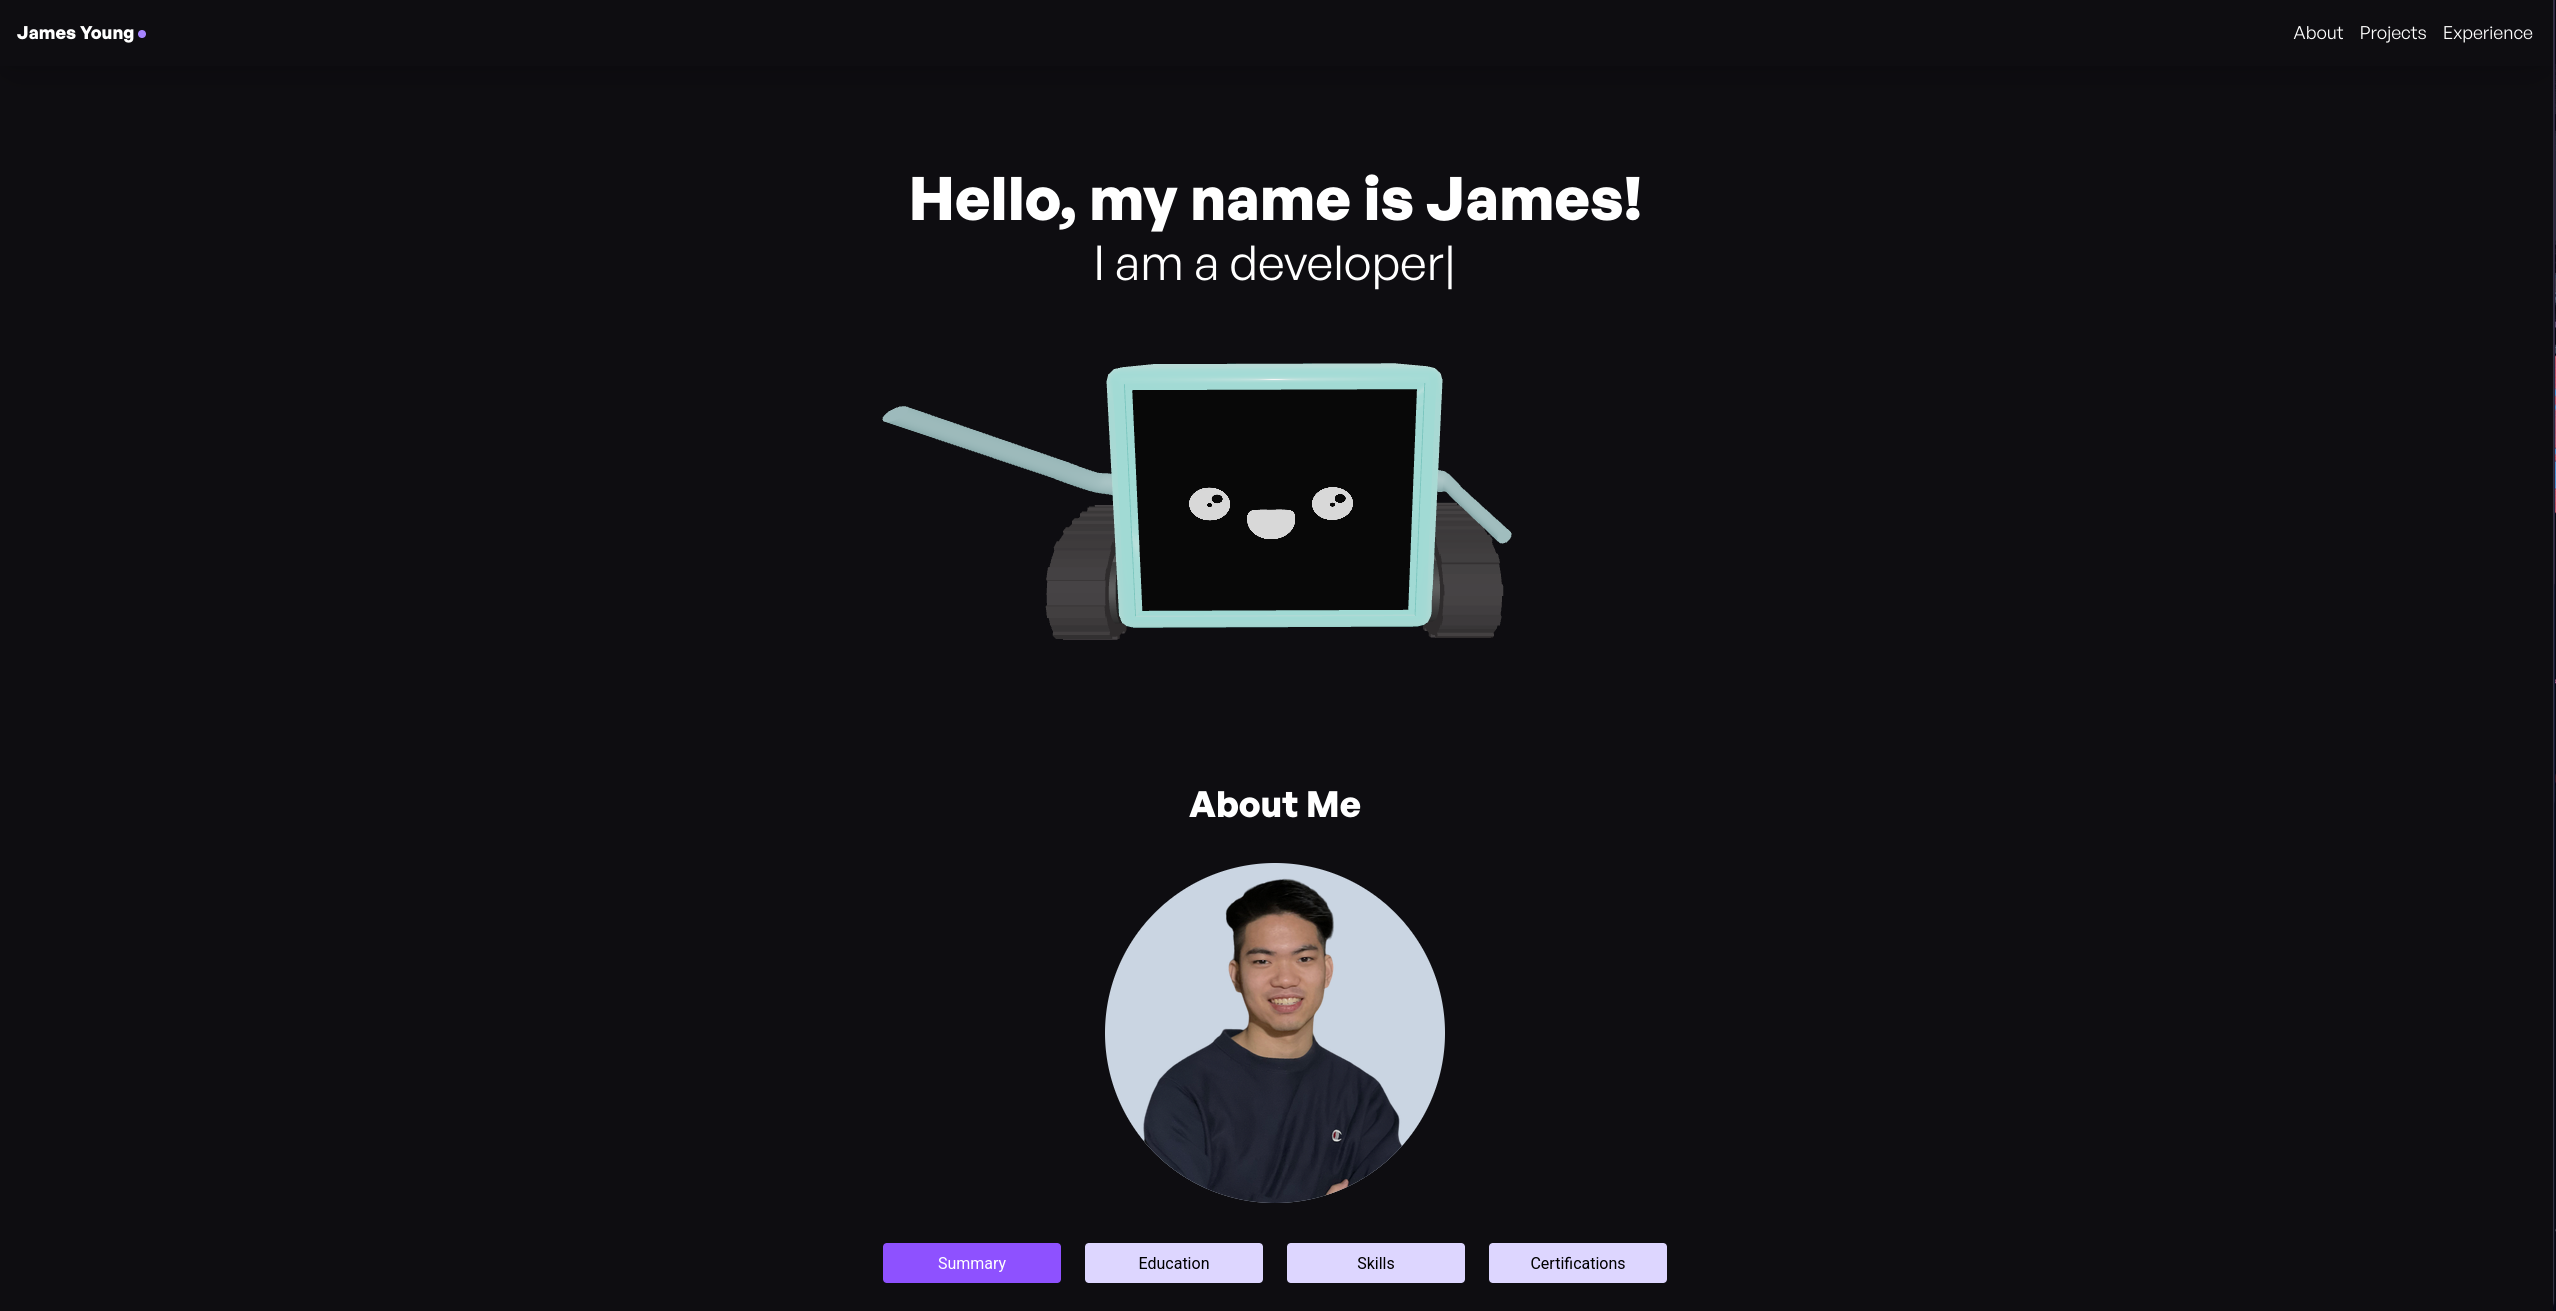 James Young
About Projects Experience
Hello, my name is James!
I am a developer|
About Me
Summary
Education
Skills
Certifications